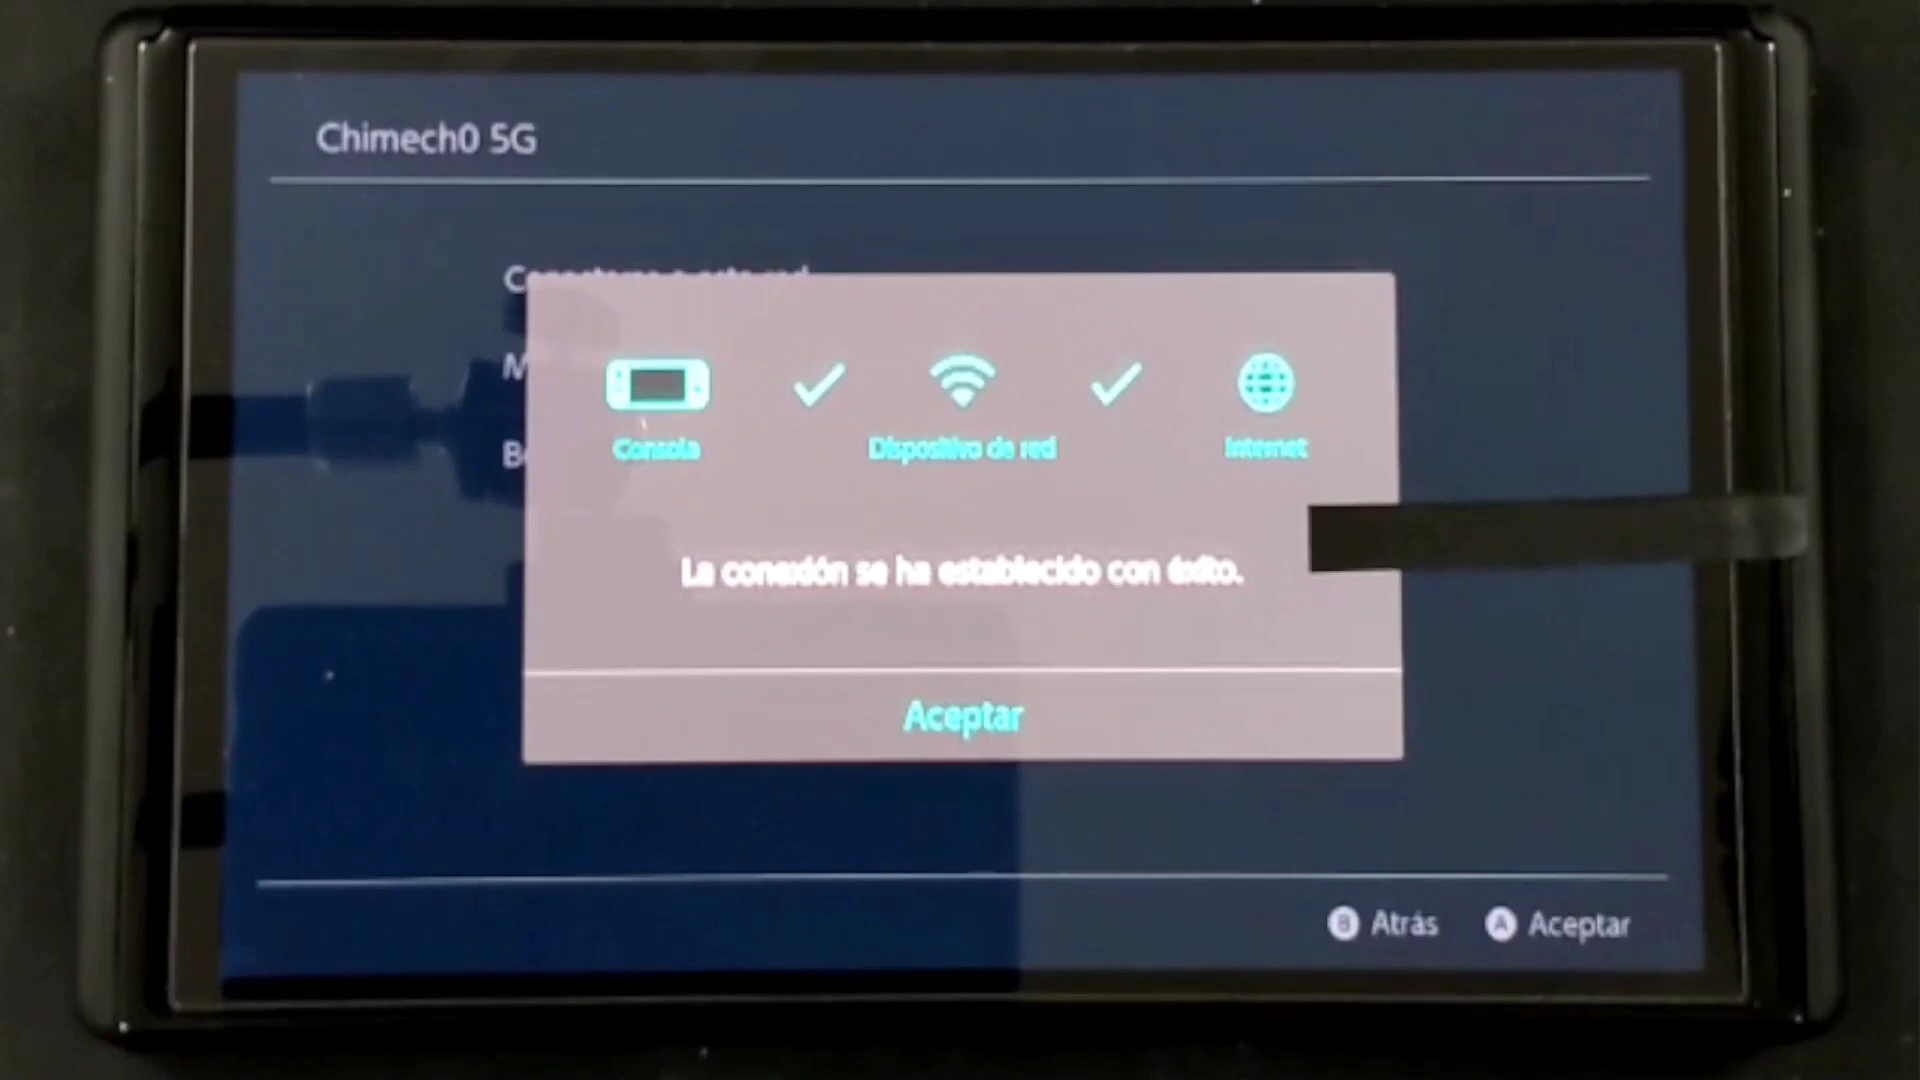 Chimech0 5G
Consola
Dispositivo de red
Internet
La conexión se ha establecido con éxito.
Aceptar
B Atrás
A Aceptar